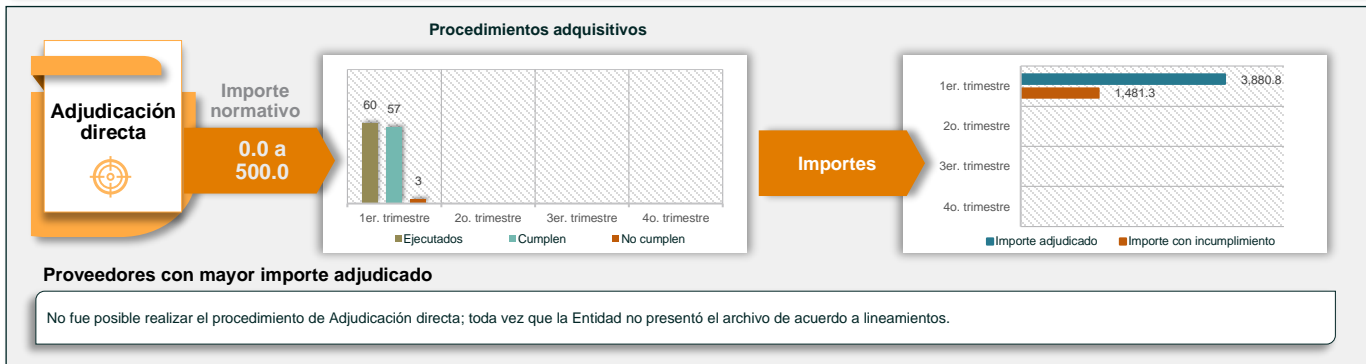 Procedimientos adquisitivos
Adjudicación
directa
Importe
normativo
0.0 a
500.0
60
57
3
1er. trimestre
2o. trimestre
3er. trimestre
4o. trimestre
Ejecutados
Cumplen
No cumplen
Importes
1er. trimestre
2o. trimestre
3er. trimestre
4o. trimestre
3,880.8
1,481.3
Importe adjudicado
Importe con incumplimiento
Proveedores con mayor importe adjudicado
No fue posible realizar el procedimiento de Adjudicación directa; toda vez que la Entidad no presentó el archivo de acuerdo a lineamientos.